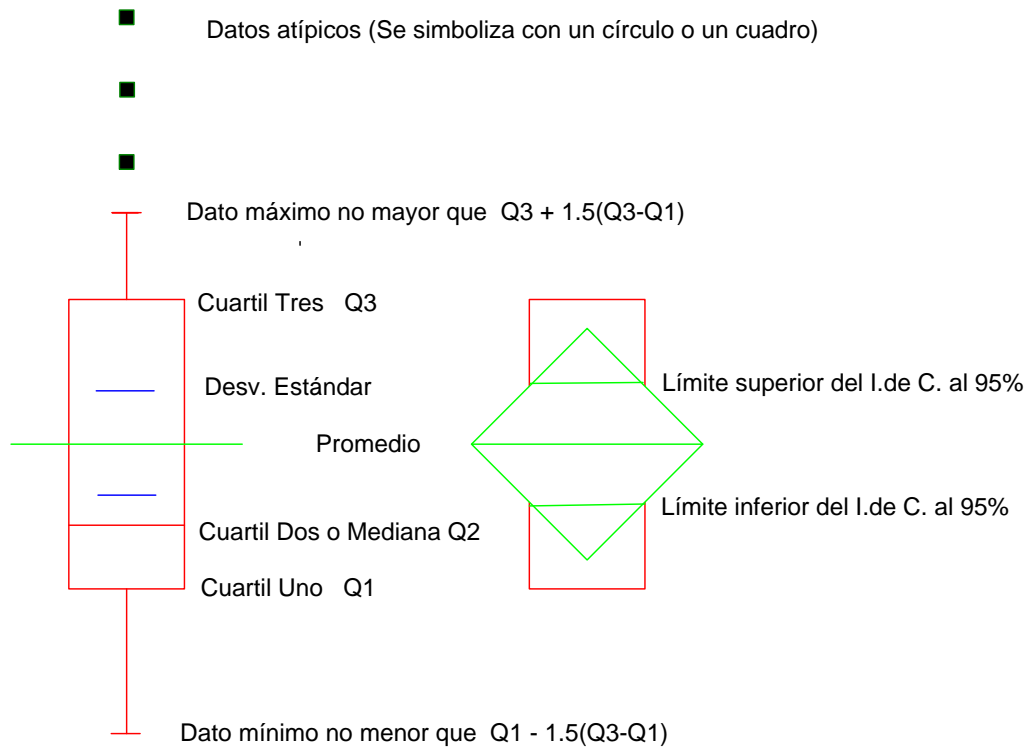 Datos atípicos (Se simboliza con un círculo o un cuadro)
Dato máximo no mayor que Q3 + 1.5(Q3-Q1)
Cuartil Tres Q3
Desv. Estándar
Límite superior del I.de C. al 95%
Promedio
Límite inferior del I.de C. al 95%
Cuartil Dos o Mediana Q2
Cuartil Uno Q1
Dato mínimo no menor que Q1 - 1.5(Q3-Q1)